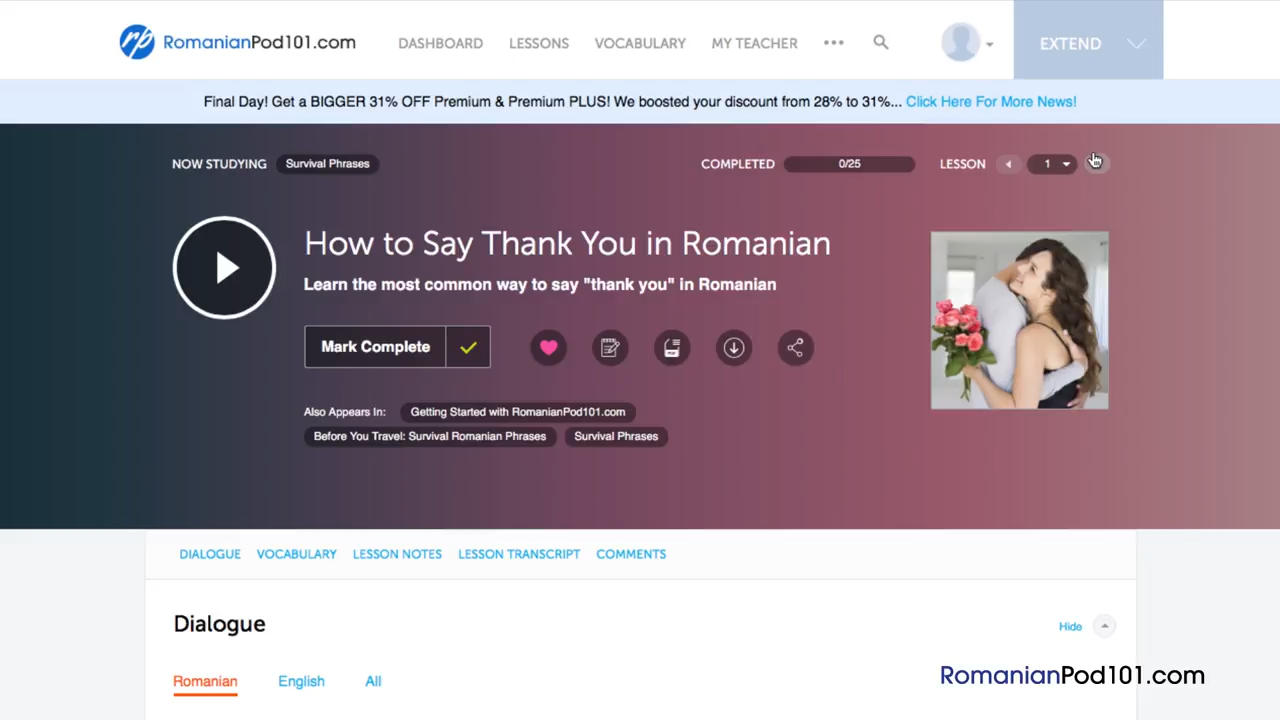 RomanianPod101.com
DASHBOARD LESSONS VOCABULARY MY TEACHER EXTEND
Final Day! Get a BIGGER 31% OFF Premium & Premium PLUS! We boosted your discount from 28% to 31%... Click Here For More News!
NOW STUDYING Survival Phrases COMPLETED 0/25 LESSON 1
How to Say Thank You in Romanian
Learn the most common way to say "thank you" in Romanian
Mark Complete
PDF
Also Appears In: Getting Started with RomanianPod101.com
Before You Travel: Survival Romanian Phrases Survival Phrases
DIALOGUE VOCABULARY LESSON NOTES LESSON TRANSCRIPT COMMENTS
Dialogue
Hide
Romanian English All
RomanianPod101.com